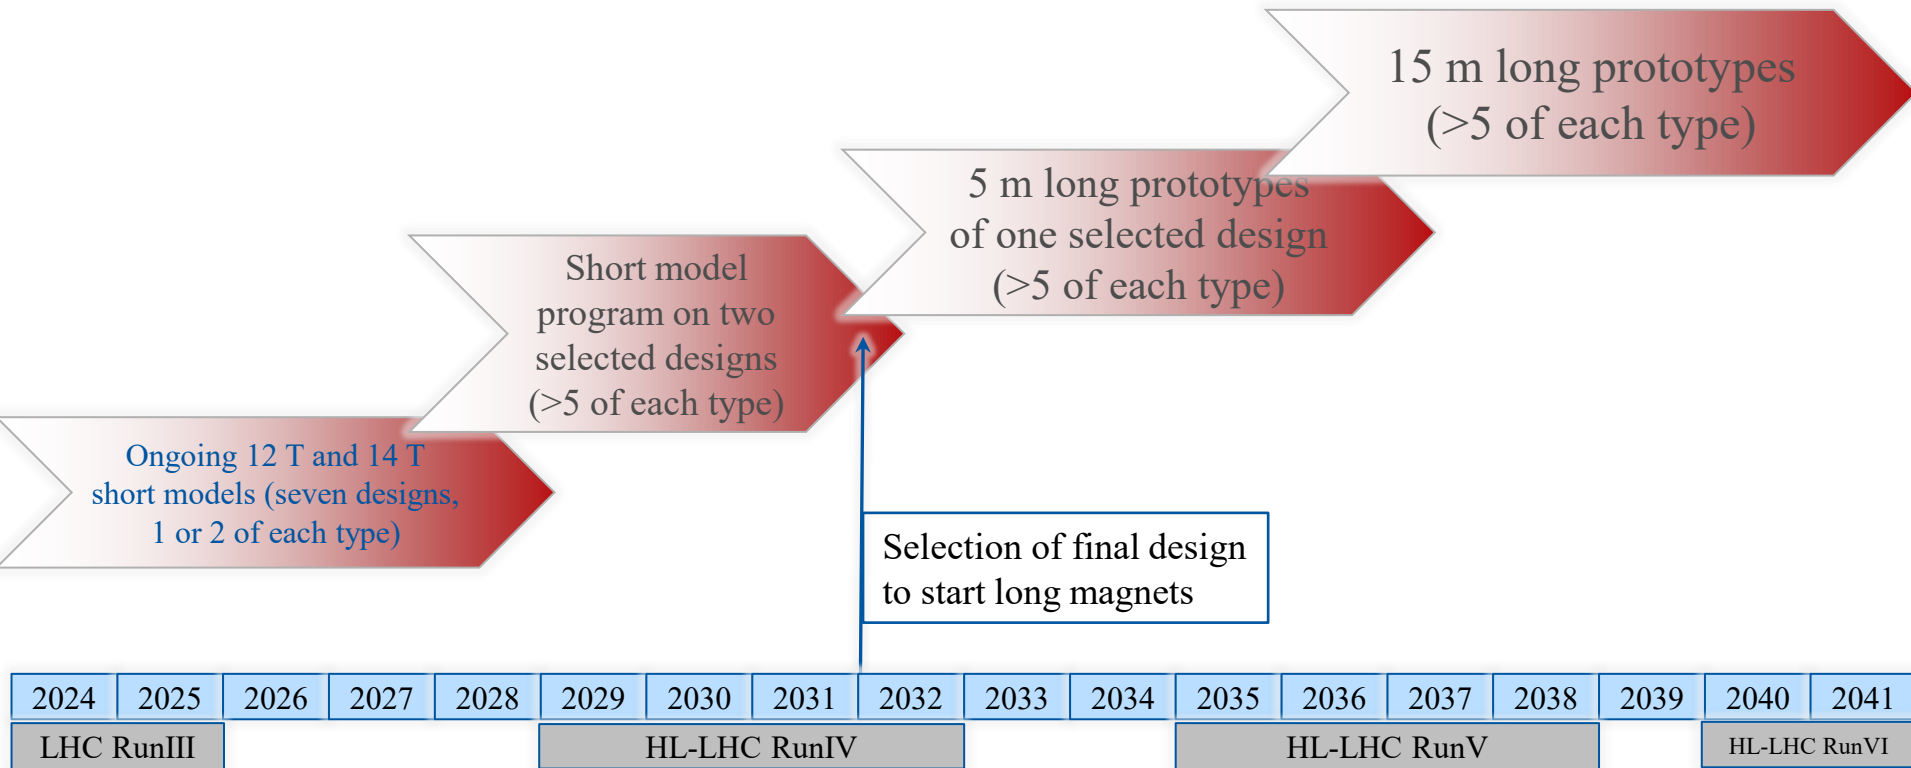 15 m long prototypes
(>5 of each type)
5 m long prototypes
of one selected design
(>5 of each type)
Short model
program on two
selected designs
(>5 of each type)
Ongoing 12 T and 14 T
short models (seven designs,
1 or 2 of each type)
Selection of final design
to start long magnets
2024 2025 2026 2027 2028 2029 2030 2031 2032 2033 2034 2035 2036 2037 2038 2039 2040 2041
LHC RunIII HL-LHC RunIV HL-LHC RunV HL-LHC RunVI